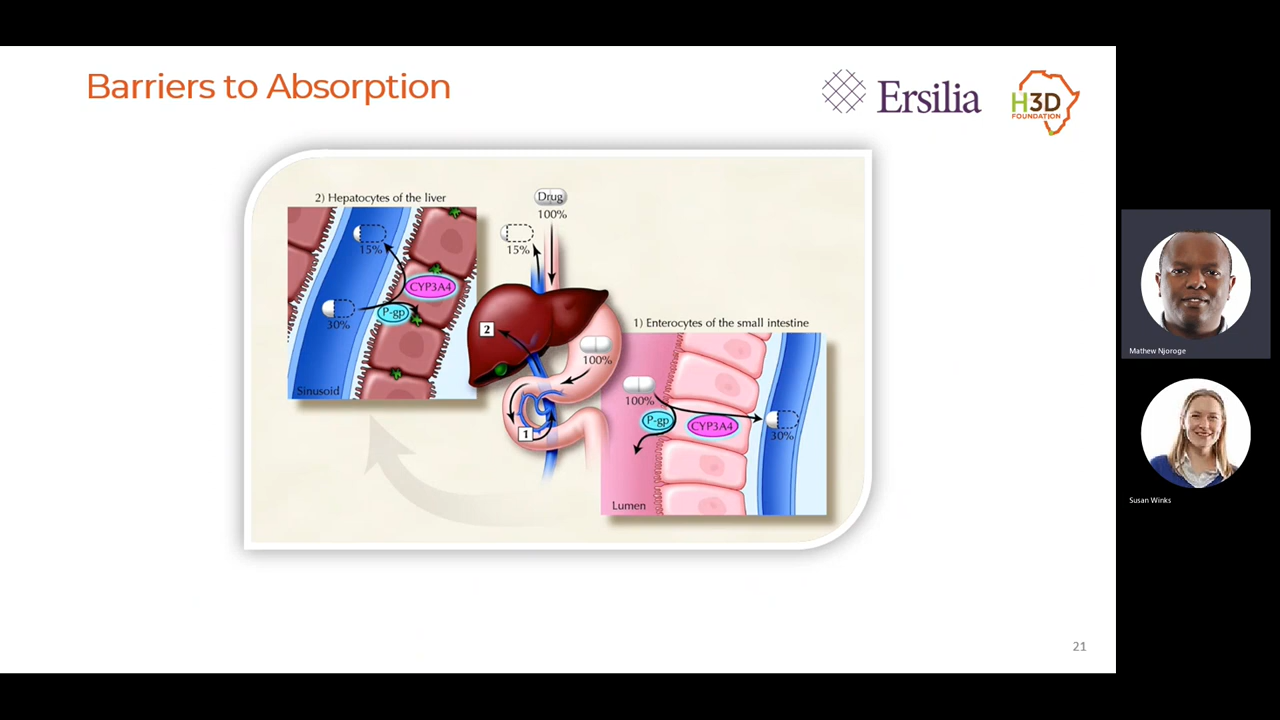 Barriers to Absorption
Ersilia
H3D
FOUNDATION
2) Hepatocytes of the liver
Drug
100%
15%
15%
CYP3A4
P-gp
30%
Sinusoid
2
100%
1
1) Enterocytes of the small intestine
100%
P-gp
CYP3A4
30%
Lumen
21
Mathew Njoroge
Susan Winks